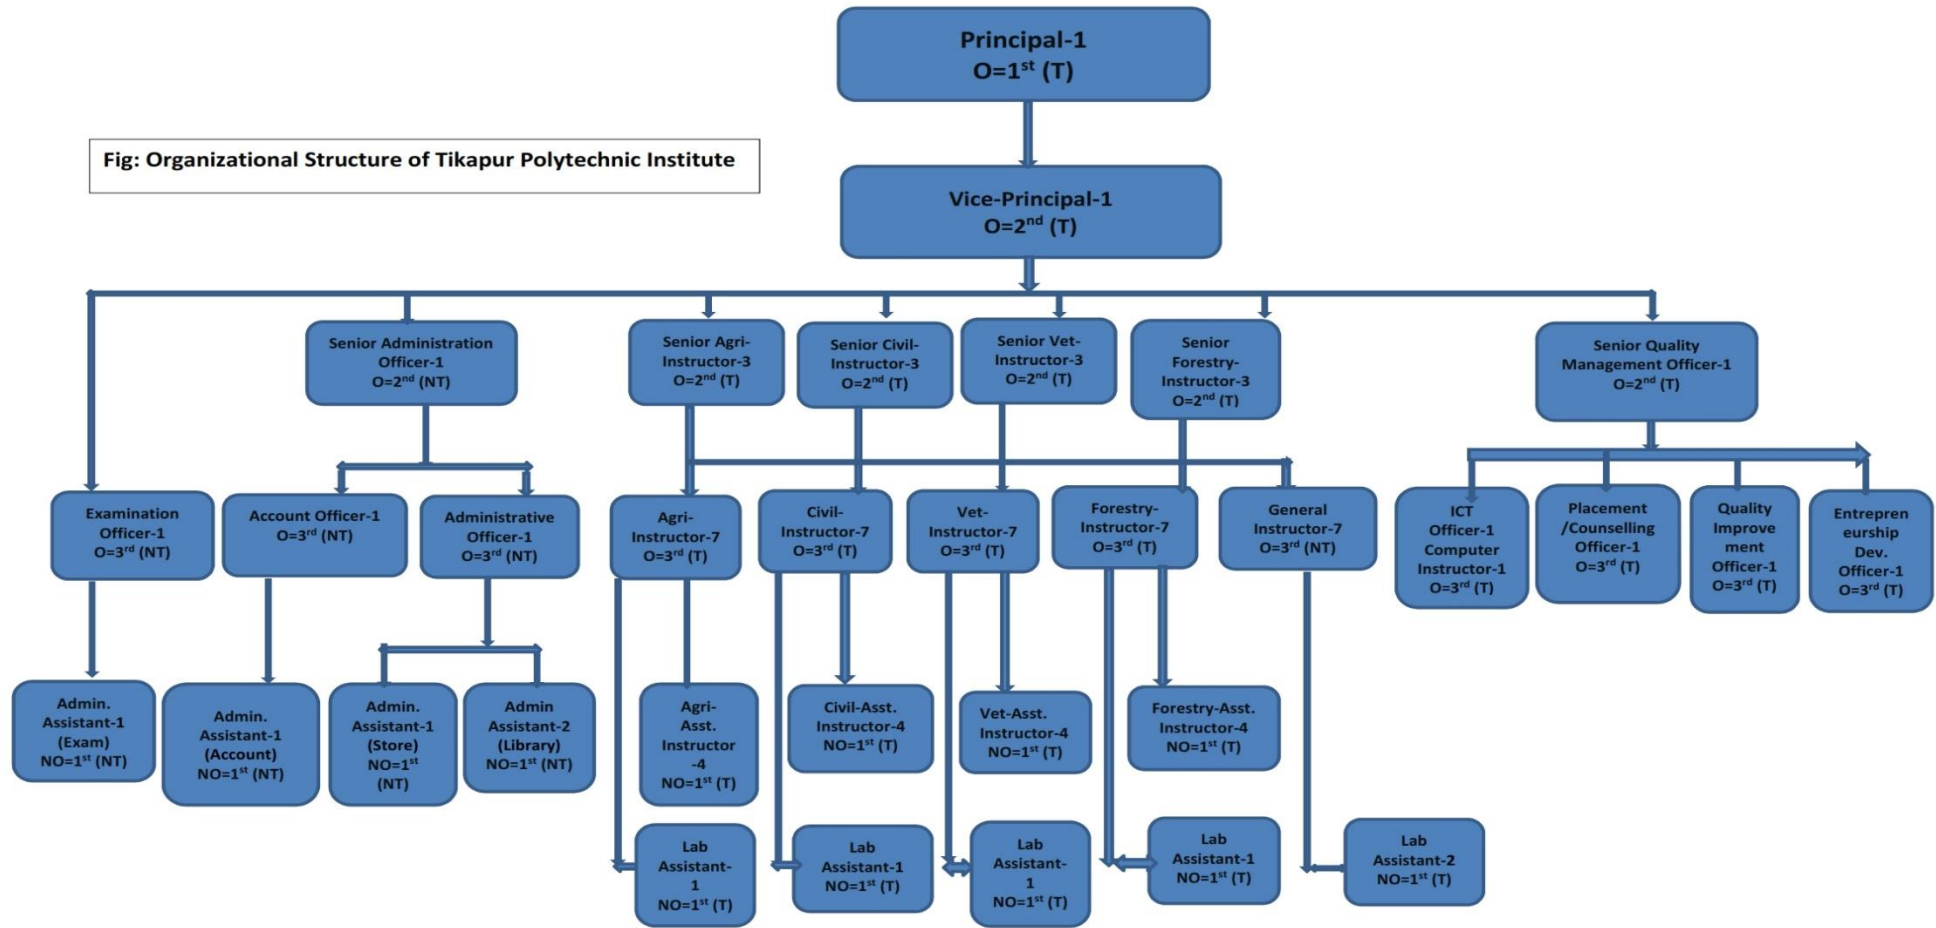 Principal-1
O=1st (T)
Fig: Organizational Structure of Tikapur Polytechnic Institute
Vice-Principal-1
O=2nd (T)
Senior Administration
Officer-1
O=2nd (NT)
Senior Agri-
Instructor-3
O=2nd (T)
Senior Civil-
Instructor-3
O=2nd (T)
Senior Vet-
Instructor-3
O=2nd (T)
Senior
Forestry-
Instructor-3
O=2nd (T)
Senior Quality
Management Officer-1
O=2nd (T)
Examination
Officer-1
O=3rd (NT)
Account Officer-1
O=3rd (NT)
Administrative
Officer-1
O=3rd (NT)
Agri-
Instructor-7
O=3rd (T)
Civil-
Instructor-7
O=3rd (T)
Vet-
Instructor-7
O=3rd (T)
Forestry-
Instructor-7
O=3rd (T)
General
Instructor-7
O=3rd (NT)
ICT
Officer-1
Computer
Instructor-1
O=3rd (T)
Placement
/Counselling
Officer-1
O=3rd (T)
Quality
Improve
ment
Officer-1
O=3rd (T)
Entrepren
eurship
Dev.
Officer-1
O=3rd (T)
Admin.
Assistant-1
(Exam)
NO=1st (NT)
Admin.
Assistant-1
(Account)
NO=1st (NT)
Admin.
Assistant-1
(Store)
NO=1st
(NT)
Admin
Assistant-2
(Library)
NO=1st (NT)
Agri-
Asst.
Instructor
-4
NO=1st (T)
Civil-Asst.
Instructor-4
NO=1st (T)
Vet-Asst.
Instructor-4
NO=1st (T)
Forestry-Asst.
Instructor-4
NO=1st (T)
Lab
Assistant-
1
NO=1st (T)
Lab
Assistant-1
NO=1st (T)
Lab
Assistant-
1
NO=1st (T)
Lab
Assistant-1
NO=1st (T)
Lab
Assistant-2
NO=1st (T)